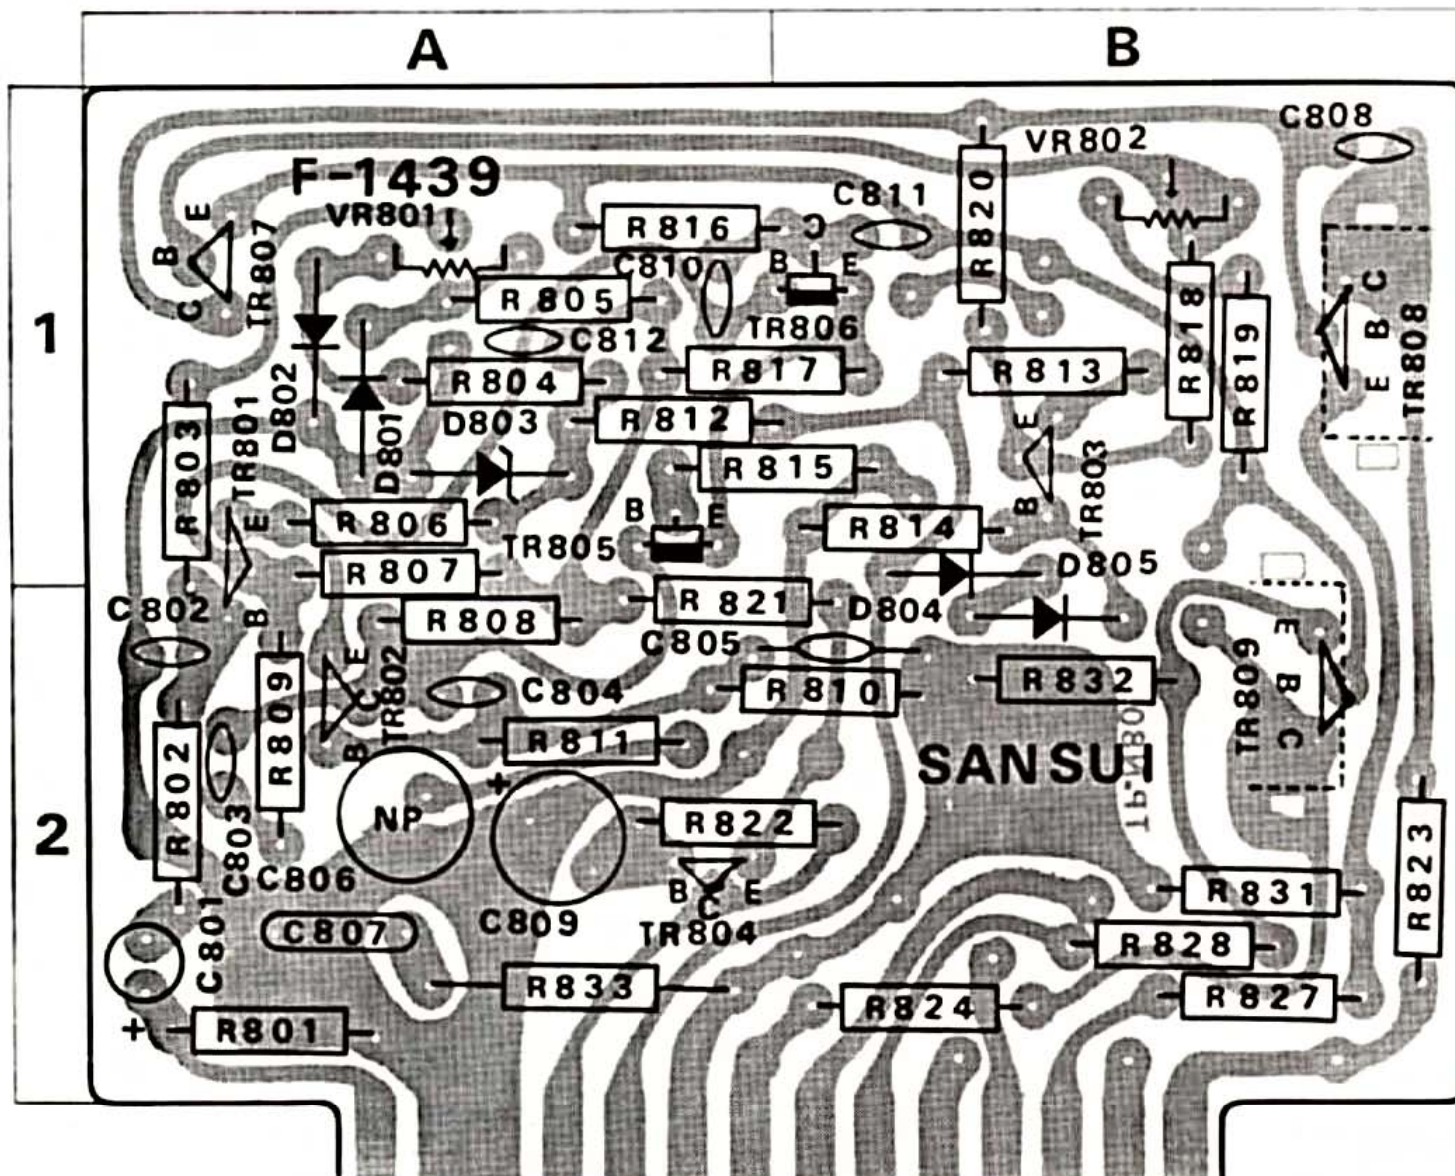 A
B
1
2
F-1439
VR801
R816
C811
R820
VR802
C808
E
B
C
TR807
C810
C
B
E
TR806
R805
C812
R804
R817
R813
R818
R819
C
B
E
TR808
D802
D801
D803
R812
R815
R803
TR801
E
B
R806
TR805
B
E
R814
E
B
TR803
D805
R807
C802
R808
R821
D804
C805
R810
R832
E
B
C
TR809
R809
E
C
B
TR802
C804
R811
SANSUI
R802
C803
NP
+
R822
C806
C809
B
C
E
TR804
R831
R823
C801
C807
R828
R833
R824
R827
+
R801